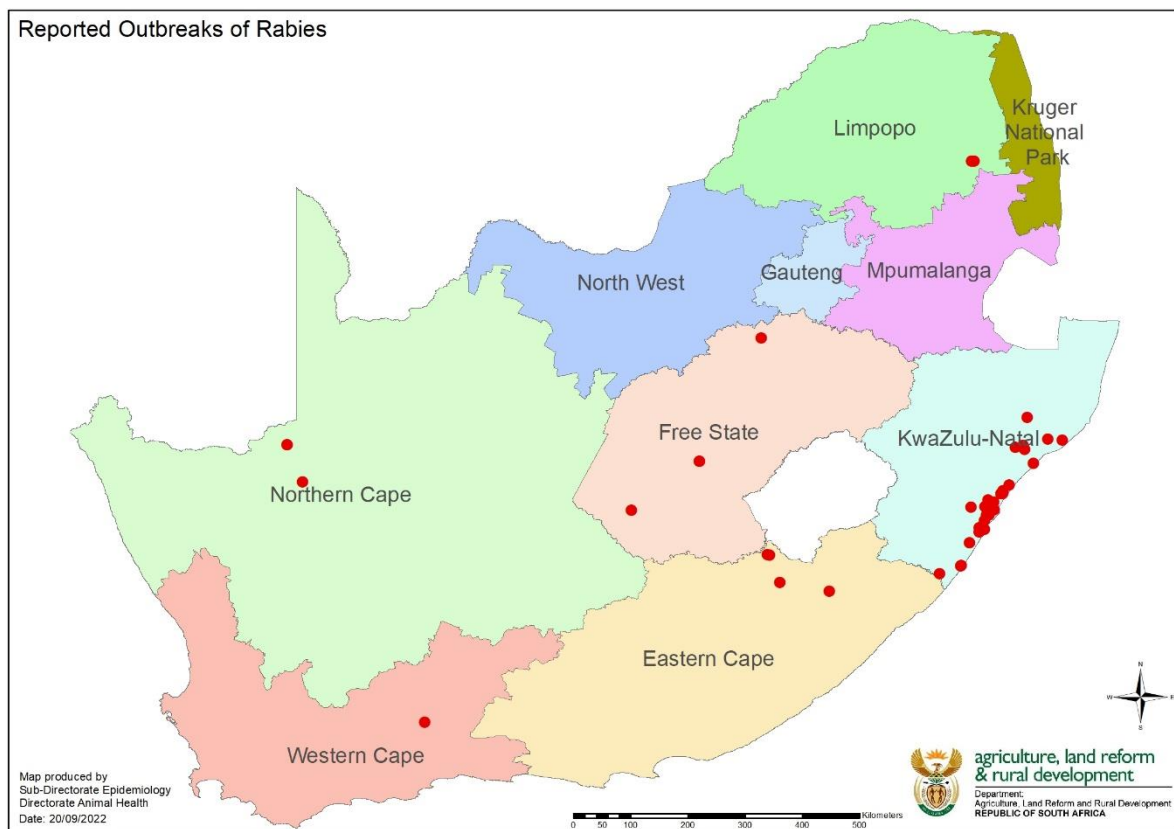 Reported Outbreaks of Rabies
Kruger
National
Park
Limpopo
North West
Gauteng
Mpumalanga
Free State
KwaZulu-Natal
Northern Cape
Eastern Cape
Western Cape
N
W
E
S
Map produced by
Sub-Directorate Epidemiology
Directorate Animal Health
Date: 20/09/2022
Kilometers
0 50 100 200 300 400 500
agriculture, land reform
& rural development
Department:
Agriculture, Land Reform and Rural Development
REPUBLIC OF SOUTH AFRICA